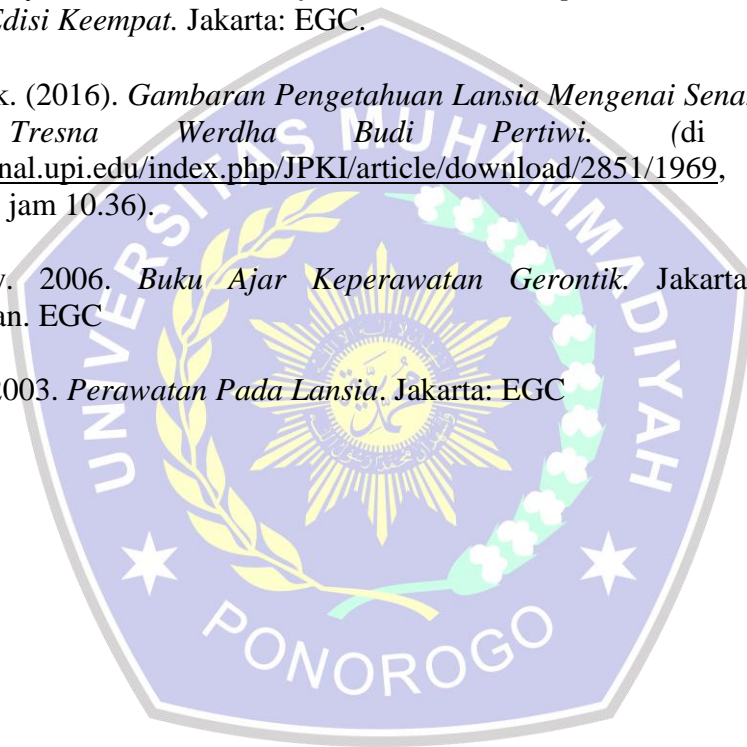 Edisi Keempat. Jakarta: EGC.
k. (2016). Gambaran Pengetahuan Lansia Mengenai Sena
Tresna Werdha Budi Pertiwi. (di
nal.upi.edu/index.php/JPKI/article/download/2851/1969,
jam 10.36).
y. 2006. Buku Ajar Keperawatan Gerontik. Jakarta
an. EGC
2003. Perawatan Pada Lansia. Jakarta: EGC
UNIVERSITAS MUHAMMADIYAH
PONOROGO